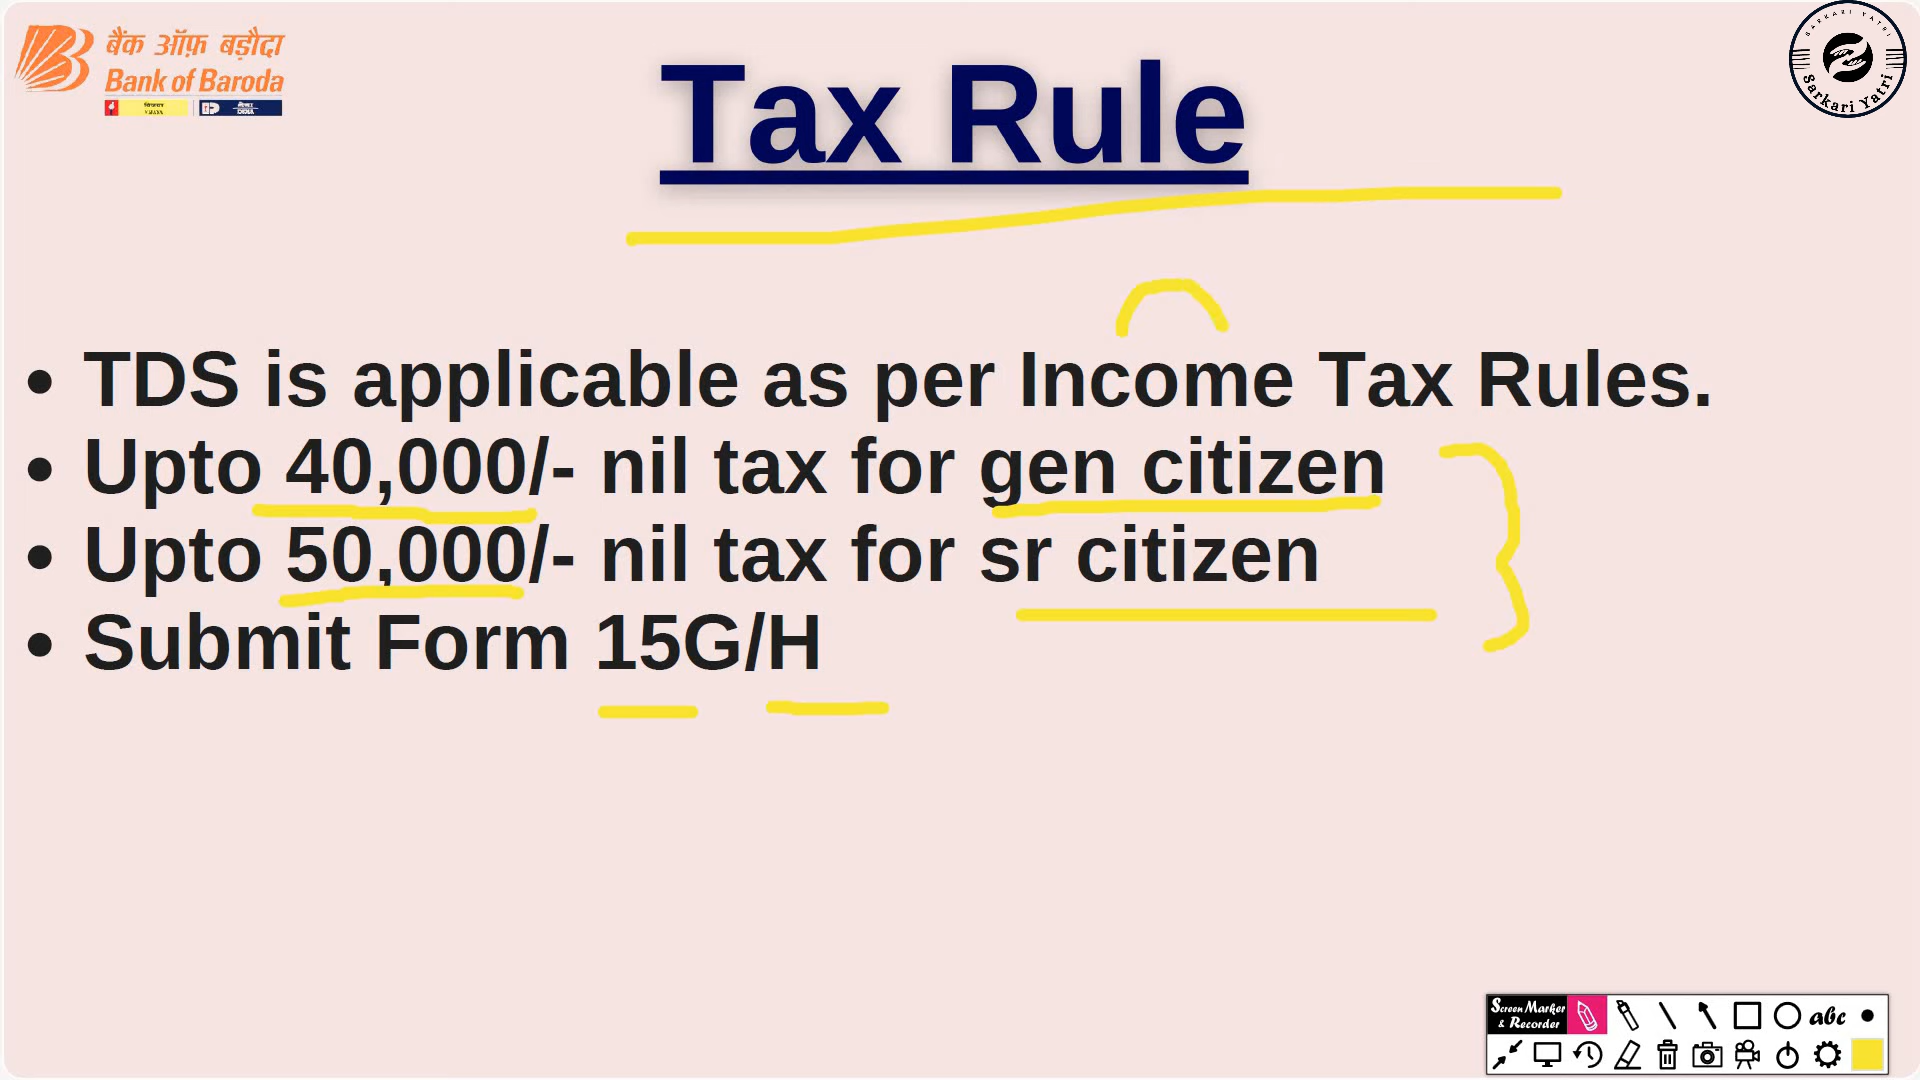 बैंक ऑफ़ बड़ौदा
Bank of Baroda
Tax Rule
SARKARI YATRI
Sarkari Yatri
• TDS is applicable as per Income Tax Rules.
• Upto 40,000/- nil tax for gen citizen
• Upto 50,000/- nil tax for sr citizen
• Submit Form 15G/H
Screen Marker
& Recorder
abc